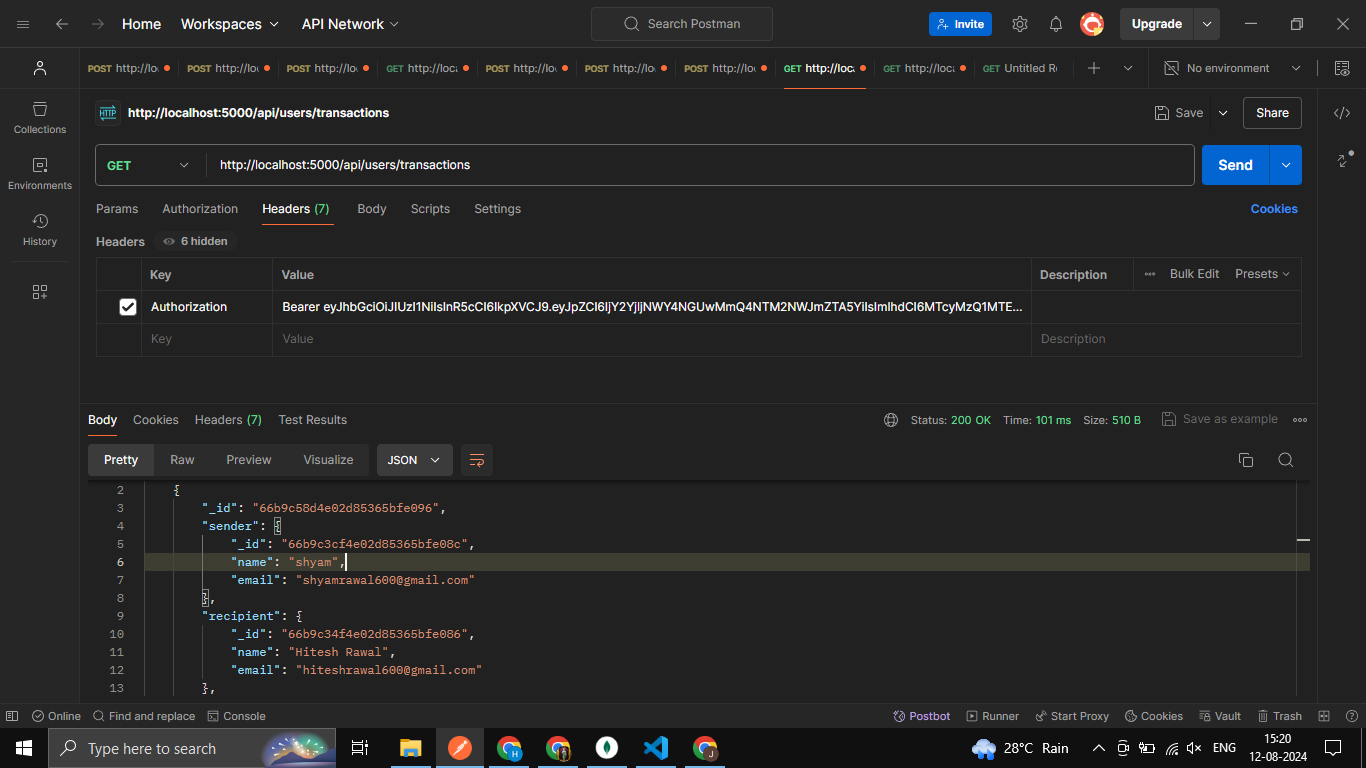 Home Workspaces API Network Search Postman Invite Upgrade
POST http://lo POST http://lo POST http://lo GET http://loc POST http://lo POST http://lo POST http://lo GET http://loca GET http://loca GET Untitled Re No environment
HTTP http://localhost:5000/api/users/transactions Save Share
Collections
GET http://localhost:5000/api/users/transactions Send
Environments
Params Authorization Headers (7) Body Scripts Settings Cookies
History
Headers 6 hidden
Key Value Description Bulk Edit Presets
Authorization Bearer
Key Value Description
Body Cookies Headers (7) Test Results Status: 200 OK Time: 101 ms Size: 510 B Save as example
Pretty Raw Preview Visualize JSON
2 {
3 "_id": "66b9c58d4e02d85365bfe096",
4 "sender": {
5 "_id": "66b9c3cf4e02d85365bfe08c",
6 "name": "shyam",
7 "email": "shyamrawal600@gmail.com"
8 },
9 "recipient": {
10 "_id": "66b9c34f4e02d85365bfe086",
11 "name": "Hitesh Rawal",
12 "email": "hiteshrawal600@gmail.com"
13 },
Online Find and replace Console Postbot Runner Start Proxy Cookies Vault Trash
Type here to search 28°C Rain ENG 15:20
12-08-2024